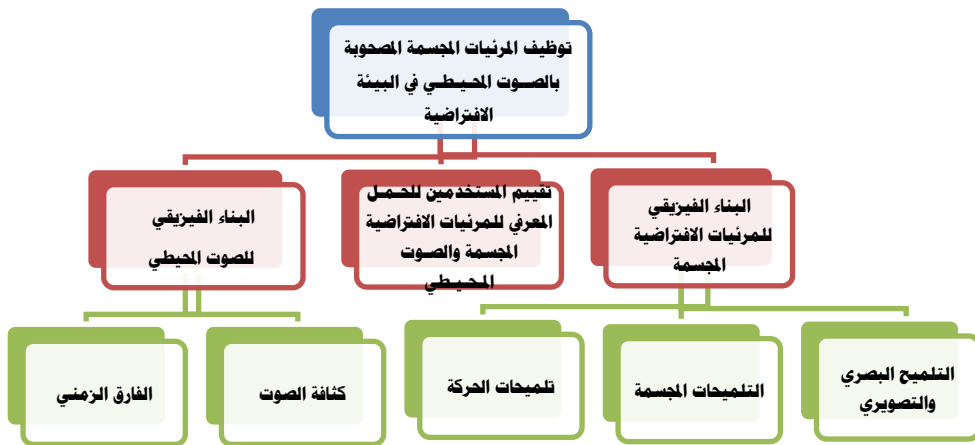 توظيف المرئيات المجسمة المصحوبة
بالصوت المحيطي في البيئة
الافتراضية
البناء الفيزيقي
للمرئيات الافتراضية
المجسمة
تقييم المستخدمين للحمل
المعرفي للمرئيات الافتراضية
المجسمة والصوت
المحيطي
البناء الفيزيقي
للصوت المحيطي
التلميح البصري
والتصويري
التلميحات المجسمة
تلميحات الحركة
كثافة الصوت
الفارق الزمني